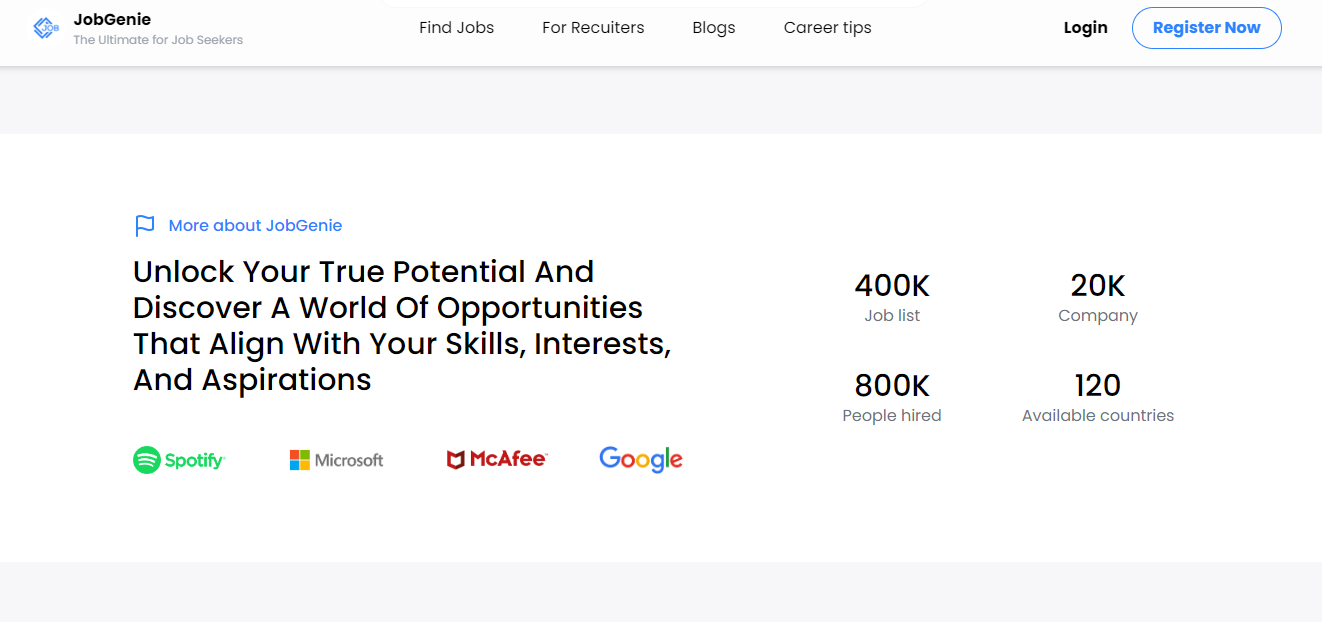 JOB
JobGenie
The Ultimate for Job Seekers
Find Jobs
For Recuiters
Blogs
Career tips
Login
Register Now
More about JobGenie
Unlock Your True Potential And
Discover A World Of Opportunities
That Align With Your Skills, Interests,
And Aspirations
Spotify
Microsoft
McAfee
Google
400K
Job list
20K
Company
800K
People hired
120
Available countries